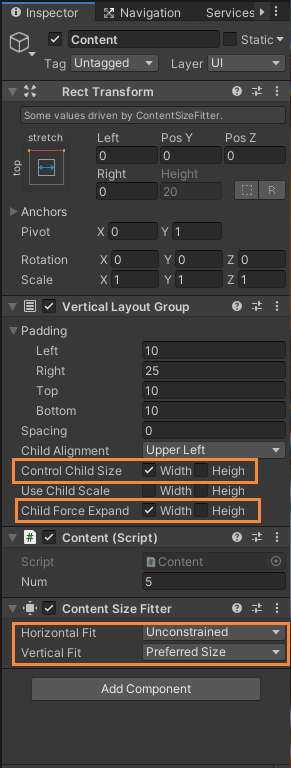 Inspector Navigation Services
Content Static
Tag Untagged Layer UI
Rect Transform
Some values driven by ContentSizeFitter.
stretch Left Pos Y Pos Z
top 0 0 0
Right Height
0 20 R
Anchors
Pivot X 0 Y 1
Rotation X 0 Y 0 Z 0
Scale X 1 Y 1 Z 1
Vertical Layout Group
Padding
Left 10
Right 25
Top 10
Bottom 10
Spacing 0
Child Alignment Upper Left
Control Child Size Width Heigh
Use Child Scale Width Heigh
Child Force Expand Width Heigh
# Content (Script)
Script # Content
Num 5
Content Size Fitter
Horizontal Fit Unconstrained
Vertical Fit Preferred Size
Add Component